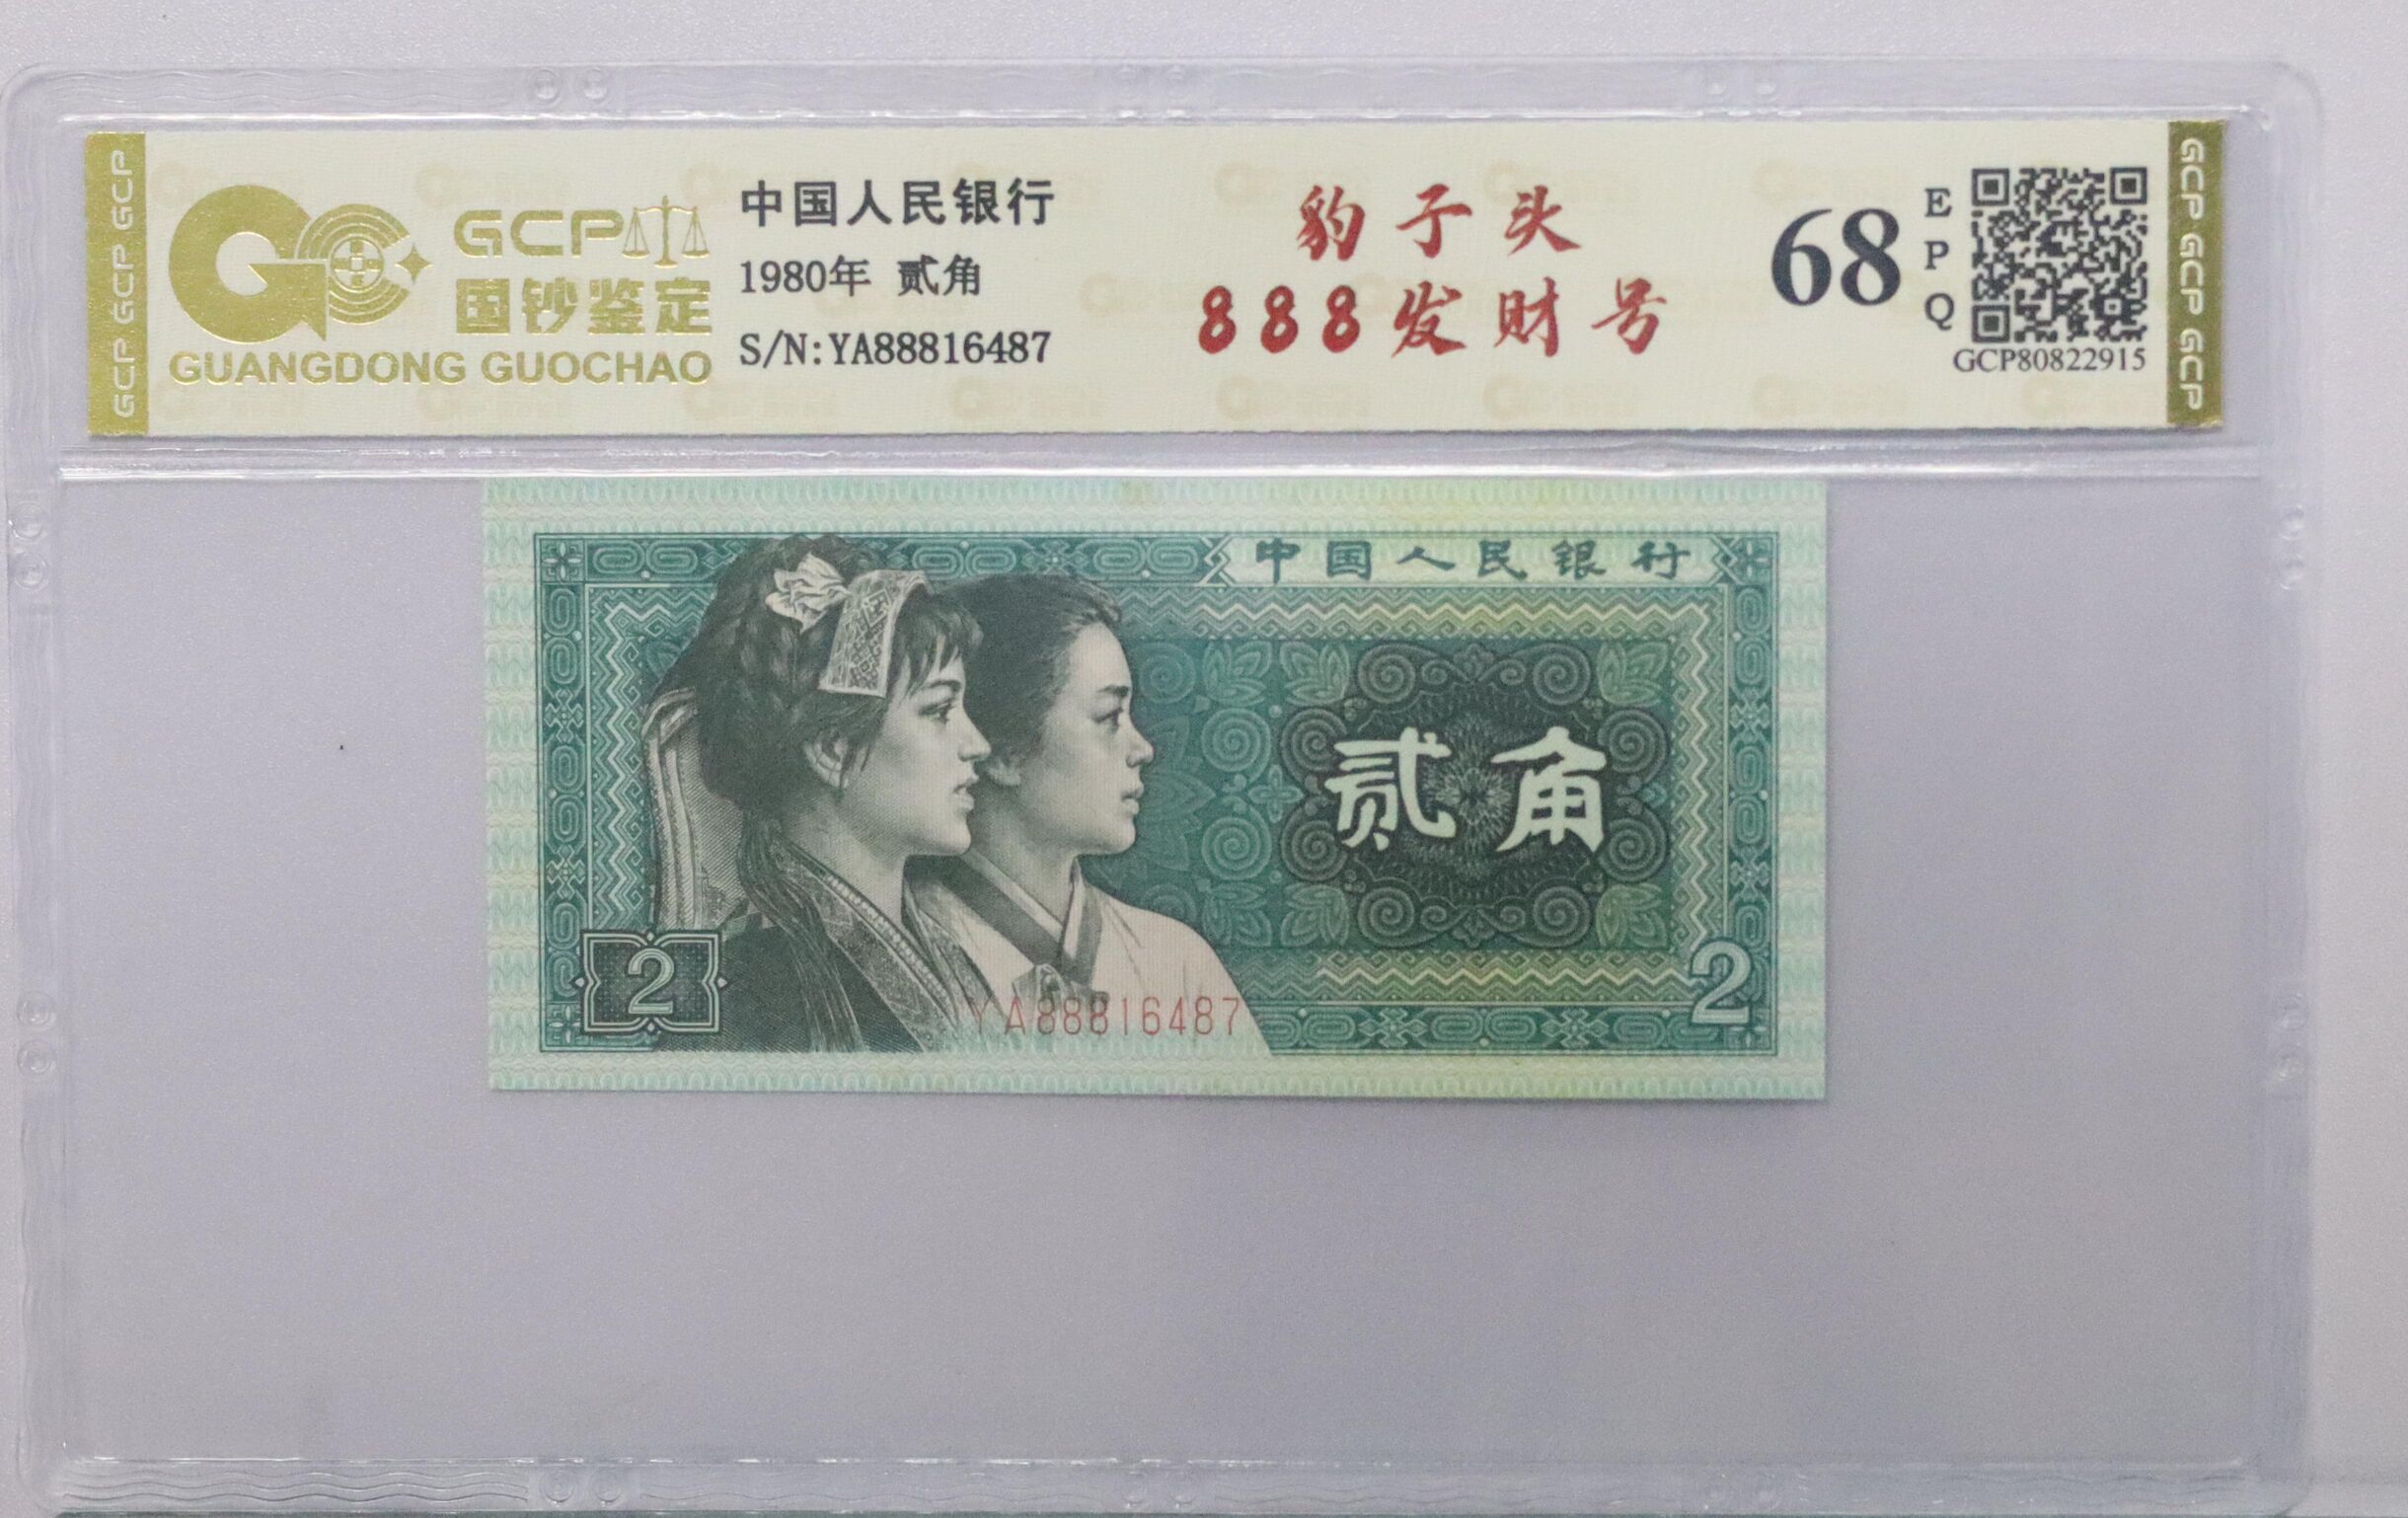 GCP GCP GCP
GCP
国钞鉴定
GUANGDONG GUOCHAO
中国人民银行
1980年 贰角
S/N:YA88816487
豹子头
888发财号
68
EPQ
GCP80822915
GCP GCP GCP
中国人民银行
贰角
2
YA88816487
2